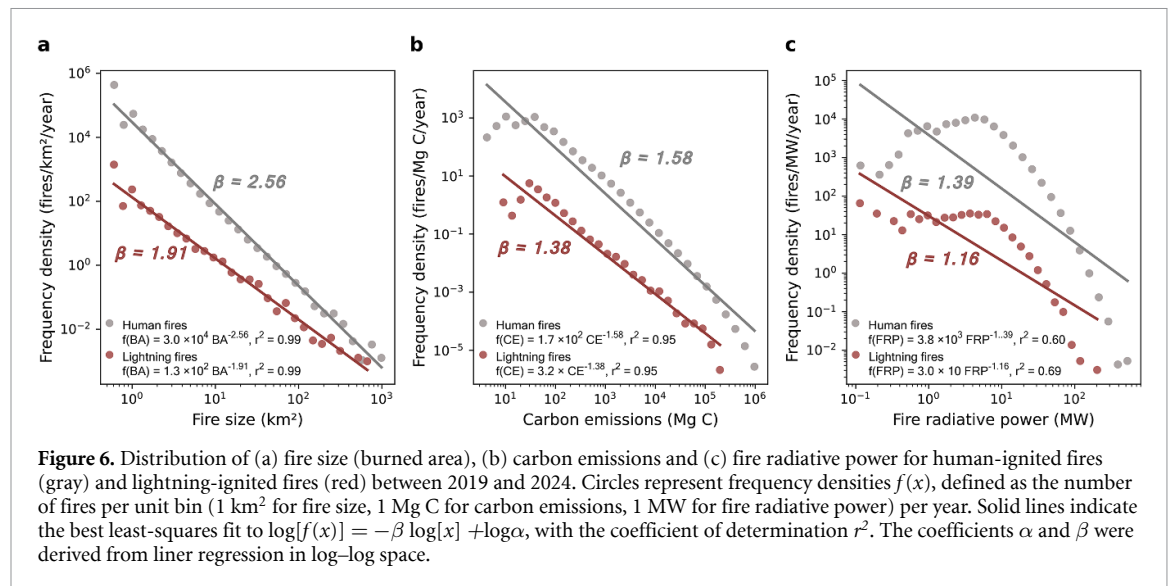 a
b
c
Frequency density (fires/km²/year)
10⁶
10⁴
10²
10⁰
10⁻²
β = 2.56
β = 1.91
Human fires
f(BA) = 3.0 ×10⁴ BA⁻²·⁵⁶, r² = 0.99
Lightning fires
f(BA) = 1.3 ×10² BA⁻¹·⁹¹, r² = 0.99
10⁰
10¹
10²
10³
Fire size (km²)
Frequency density (fires/Mg C/year)
10³
10¹
10⁻¹
10⁻³
10⁻⁵
β = 1.58
β = 1.38
Human fires
f(CE) = 1.7 ×10² CE⁻¹·⁵⁸, r² = 0.95
Lightning fires
f(CE) = 3.2 × CE⁻¹·³⁸, r² = 0.95
10¹
10²
10³
10⁴
10⁵
10⁶
Carbon emissions (Mg C)
Frequency density (fires/MW/year)
10⁵
10⁴
10³
10²
10¹
10⁰
10⁻¹
10⁻²
β = 1.39
β = 1.16
Human fires
f(FRP) = 3.8 ×10³ FRP⁻¹··³⁹, r² = 0.60
Lightning fires
f(FRP) = 3.0 × 10 FRP⁻¹·¹⁶, r² = 0.69
10⁻¹
10⁰
10¹
10²
Fire radiative power (MW)
Figure 6. Distribution of (a) fire size (burned area), (b) carbon emissions and (c) fire radiative power for human-ignited fires
(gray) and lightning-ignited fires (red) between 2019 and 2024. Circles represent frequency densities f(x), defined as the number
of fires per unit bin (1 km² for fire size, 1 Mg C for carbon emissions, 1 MW for fire radiative power) per year. Solid lines indicate
the best least-squares fit to log[f(x)] = −β log[x] +logα, with the coefficient of determination r². The coefficients α and β were
derived from liner regression in log–log space.